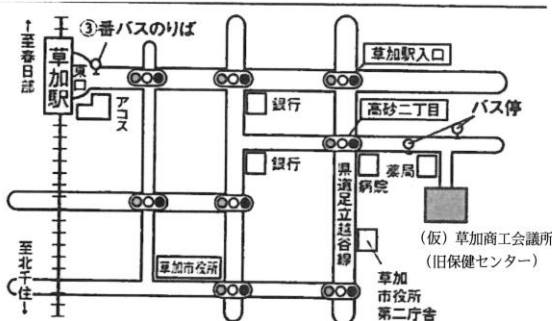 ↑至春日部
草加駅
東口
③番バスのりば
アコス
草加駅入口
銀行
高砂二丁目
バス停
銀行
病院
薬局
県道足立越谷線
(仮)草加商工会議所
(旧保健センター)
草加市役所
草加
市役所
第二庁舎
至北千住↓